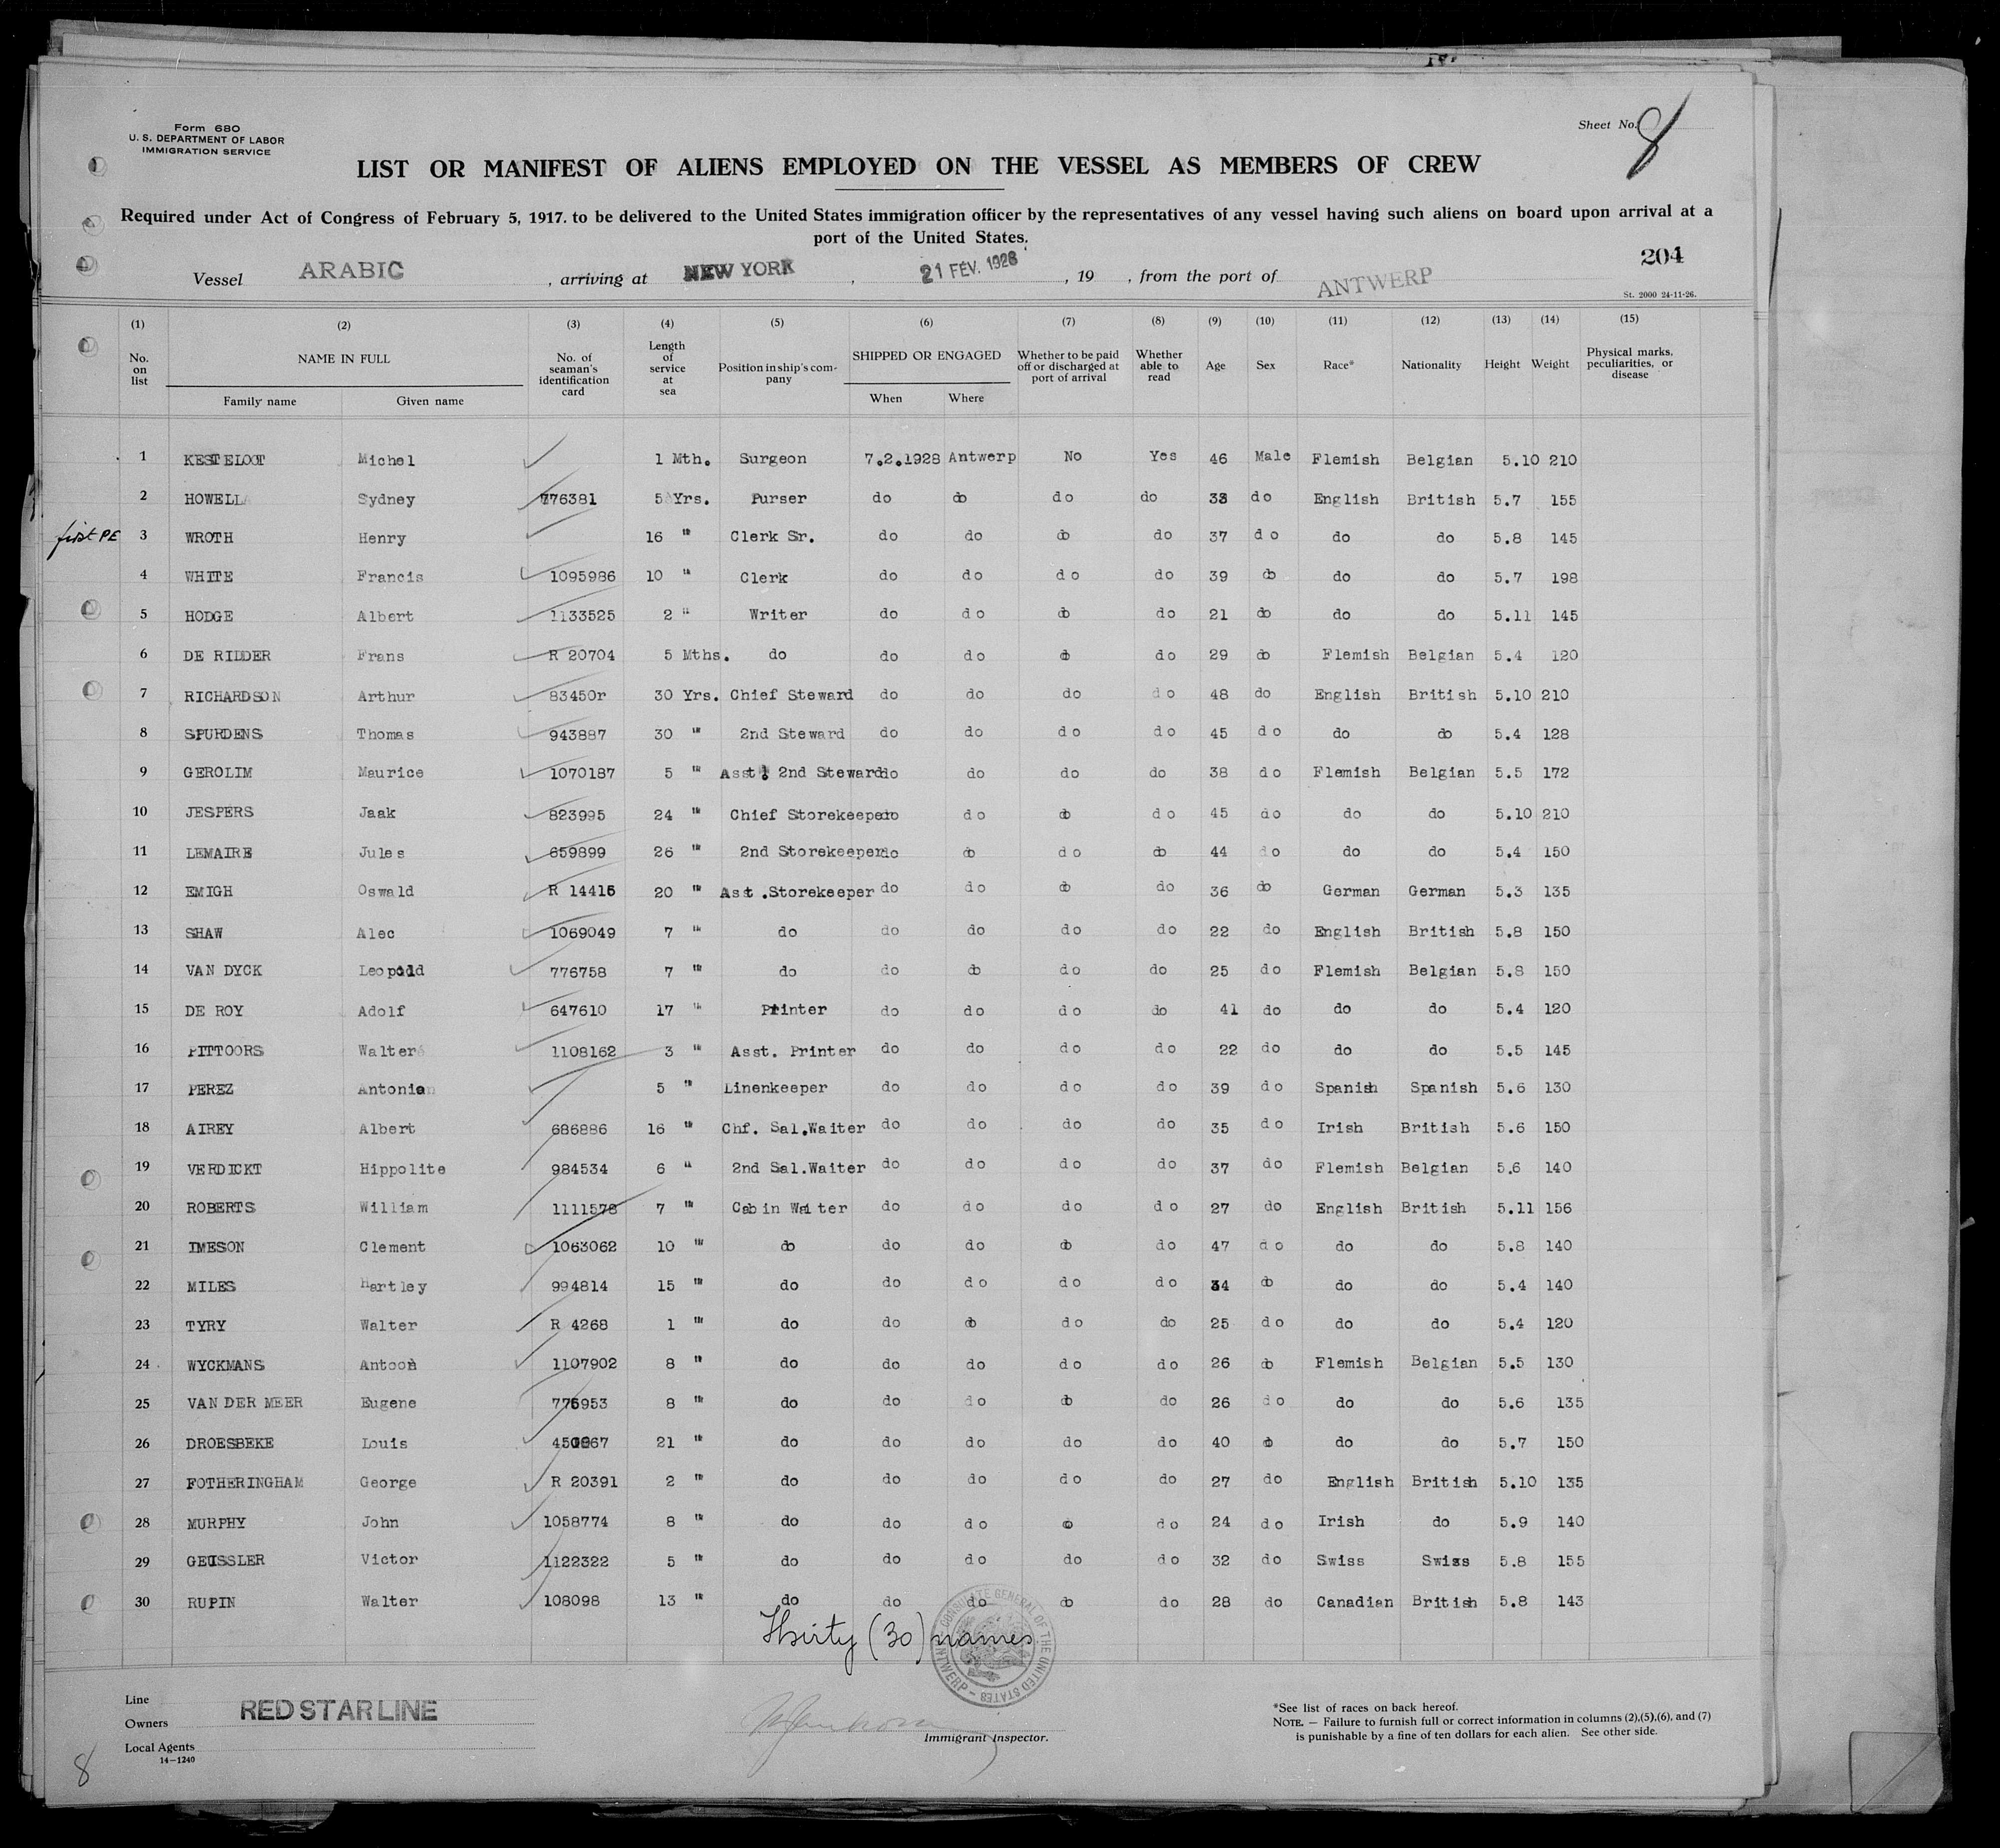 Form 680
U. S. DEPARTMENT OF LABOR
IMMIGRATION SERVICE
Sheet No. 8
LIST OR MANIFEST OF ALIENS EMPLOYED ON THE VESSEL AS MEMBERS OF CREW
Required under Act of Congress of February 5, 1917. to be delivered to the United States immigration officer by the representatives of any vessel having such aliens on board upon arrival at a
port of the United States.
204
Vessel ARABIC , arriving at NEW YORK , 21 FÉV. 1928 , 19 , from the port of ANTWERP
St. 2000 24-11-26.
(1) (2) (3) (4) (5) (6) (7) (8) (9) (10) (11) (12) (13) (14) (15)
No. on list NAME IN FULL Family name Given name No. of seaman's identification card Length of service at sea Position in ship's company SHIPPED OR ENGAGED When Where Whether to be paid off or discharged at port of arrival Whether able to read Age Sex Race* Nationality Height Weight Physical marks, peculiarities, or disease
1 KESTELOOT Michel 1 Mth. Surgeon 7.2.1928 Antwerp No Yes 46 Male Flemish Belgian 5.10 210
2 HOWELL Sydney 776381 5 Yrs. Purser do do do do 33 do English British 5.7 155
first PE 3 WROTH Henry 16 " Clerk Sr. do do do do 37 do do do 5.8 145
4 WHITE Francis 1095986 10 " Clerk do do do do 39 do do do 5.7 198
5 HODGE Albert 1133525 2 " Writer do do do do 21 do do do 5.11 145
6 DE RIDDER Frans R 20704 5 Mths. do do do do do 29 do Flemish Belgian 5.4 120
7 RICHARDSON Arthur 83450r 30 Yrs. Chief Steward do do do do 48 do English British 5.10 210
8 SPURDENS Thomas 943887 30 " 2nd Steward do do do do 45 do do do 5.4 128
9 GEROLIM Maurice 1070187 5 " Asst. 2nd Steward do do do do 38 do Flemish Belgian 5.5 172
10 JESPERS Jaak 823995 24 " Chief Storekeeper do do do do 45 do do do 5.10 210
11 LEMAIRE Jules 659899 26 " 2nd Storekeeper do do do do 44 do do do 5.4 150
12 EMIGH Oswald R 14415 20 " Asst .Storekeeper do do do do 36 do German German 5.3 135
13 SHAW Alec 1069049 7 " do do do do do 22 do English British 5.8 150
14 VAN DYCK Leopold 776758 7 " do do do do do 25 do Flemish Belgian 5.8 150
15 DE ROY Adolf 647610 17 " Printer do do do do 41 do do do 5.4 120
16 PITTOORS Walter 1108162 3 " Asst. Printer do do do do 22 do do do 5.5 145
17 PEREZ Antonio 5 " Linenkeeper do do do do 39 do Spanish Spanish 5.6 130
18 AIREY Albert 686886 16 " Chf. Sal.Waiter do do do do 35 do Irish British 5.6 150
19 VERDICKT Hippolite 984534 6 " 2nd Sal.Waiter do do do do 37 do Flemish Belgian 5.6 140
20 ROBERTS William 1111578 7 " Cabin Waiter do do do do 27 do English British 5.11 156
21 IMESON Clement 1063062 10 " do do do do do 47 do do do 5.8 140
22 MILES Hartley 994814 15 " do do do do do 34 do do do 5.4 140
23 TYRY Walter R 4268 1 " do do do do do 25 do do do 5.4 120
24 WYCKMANS Antoon 1107902 8 " do do do do do 26 do Flemish Belgian 5.5 130
25 VAN DER MEER Eugene 776953 8 " do do do do do 26 do do do 5.6 135
26 DROESBEKE Louis 21 " do do do do do 40 do do do 5.7 150
27 FOTHERINGHAM George R 20391 2 " do do do do do 27 do English British 5.10 135
28 MURPHY John 1058774 8 " do do do do do 24 do Irish do 5.9 140
29 GEUSSLER Victor 1122322 5 " do do do do do 32 do Swiss Swiss 5.8 155
30 RUPIN Walter 108098 13 " do do do do do 28 do Canadian British 5.8 143
Thirty (30) names
CONSULATE GENERAL OF THE UNITED STATES - ANTWERP -
Line
Owners RED STAR LINE
Local Agents
14-1240
Immigrant Inspector.
*See list of races on back hereof.
NOTE. — Failure to furnish full or correct information in columns (2),(5),(6), and (7)
is punishable by a fine of ten dollars for each alien. See other side.
8